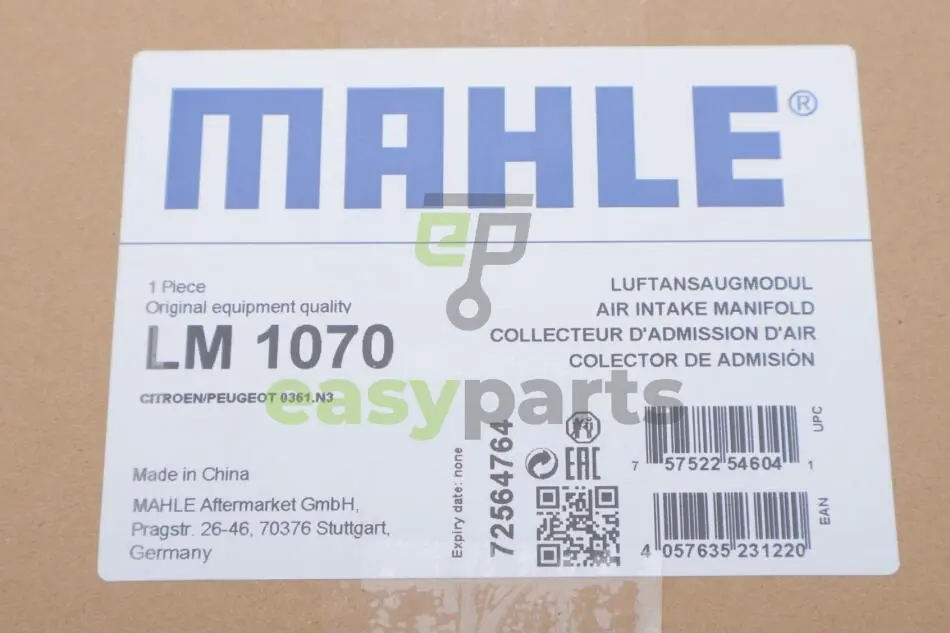 MAHLE®
ep
1 Piece
Original equipment quality
LM 1070
CITROEN/PEUGEOT 0361.N3
LUFTANSAUGMODUL
AIR INTAKE MANIFOLD
COLLECTEUR D'ADMISSION D'AIR
COLECTOR DE ADMISIÓN
easyparts
Made in China
MAHLE Aftermarket GmbH,
Pragstr. 26-46, 70376 Stuttgart,
Germany
Expiry date: none
72564764
EAC
7 57522 54604 1
UPC
4 057635 231220
EAN